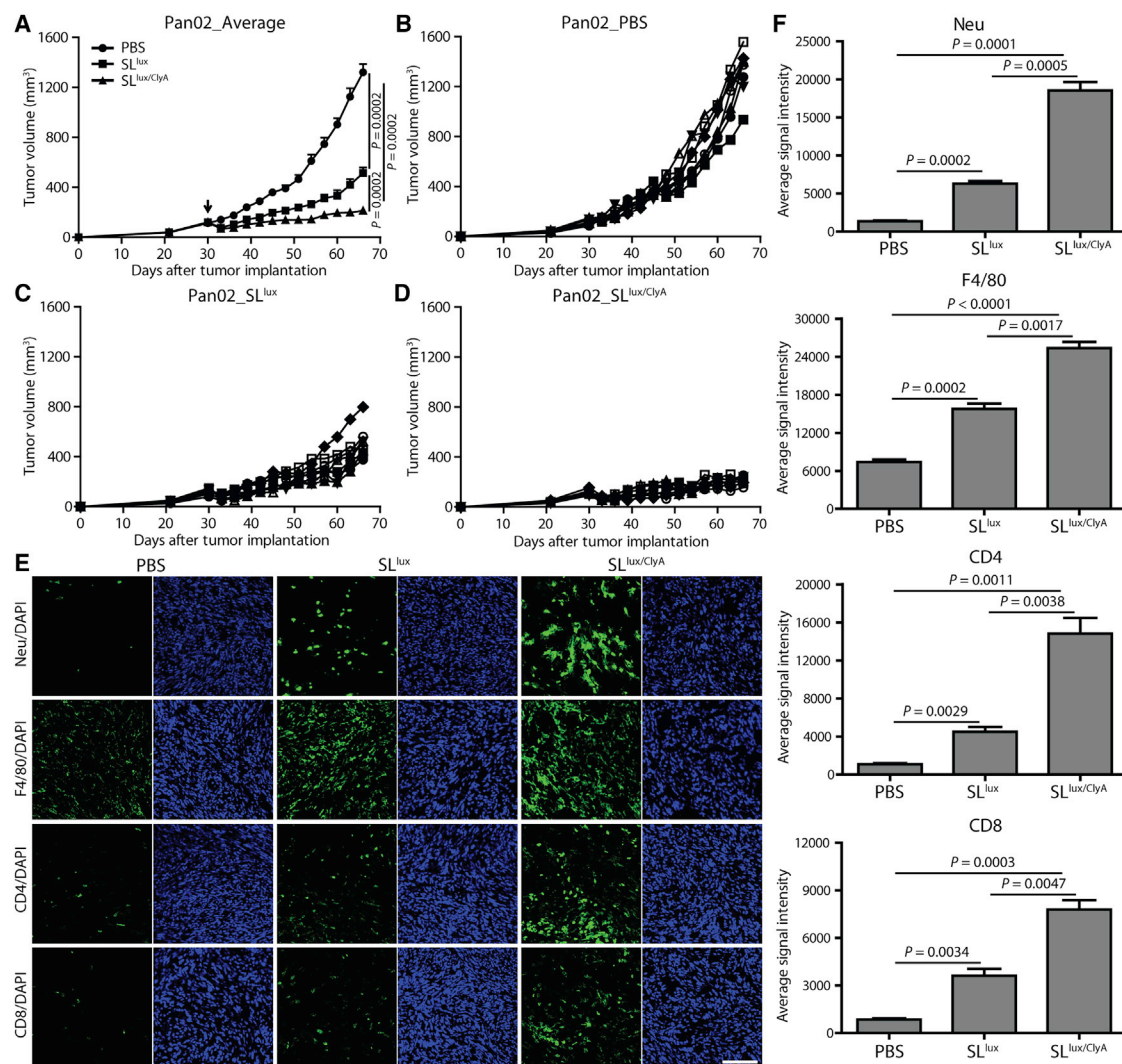 A
Pan02_Average
1600
1200
800
400
0
Tumor volume (mm³)
PBS
SL^lux
SL^lux/ClyA
P = 0.0002
P = 0.0002
P = 0.0002
0 10 20 30 40 50 60 70
Days after tumor implantation
B
Pan02_PBS
1600
1200
800
400
0
Tumor volume (mm³)
0 10 20 30 40 50 60 70
Days after tumor implantation
C
Pan02_SL^lux
1600
1200
800
400
0
Tumor volume (mm³)
0 10 20 30 40 50 60 70
Days after tumor implantation
D
Pan02_SL^lux/ClyA
1600
1200
800
400
0
Tumor volume (mm³)
0 10 20 30 40 50 60 70
Days after tumor implantation
E
PBS SL^lux SL^lux/ClyA
Neu/DAPI
F4/80/DAPI
CD4/DAPI
CD8/DAPI
F
Neu
25000
20000
15000
10000
5000
0
Average signal intensity
P = 0.0001
P = 0.0005
P = 0.0002
PBS SL^lux SL^lux/ClyA
F4/80
30000
24000
18000
12000
6000
0
Average signal intensity
P < 0.0001
P = 0.0017
P = 0.0002
PBS SL^lux SL^lux/ClyA
CD4
20000
16000
12000
8000
4000
0
Average signal intensity
P = 0.0011
P = 0.0038
P = 0.0029
PBS SL^lux SL^lux/ClyA
CD8
12000
9000
6000
3000
0
Average signal intensity
P = 0.0003
P = 0.0047
P = 0.0034
PBS SL^lux SL^lux/ClyA